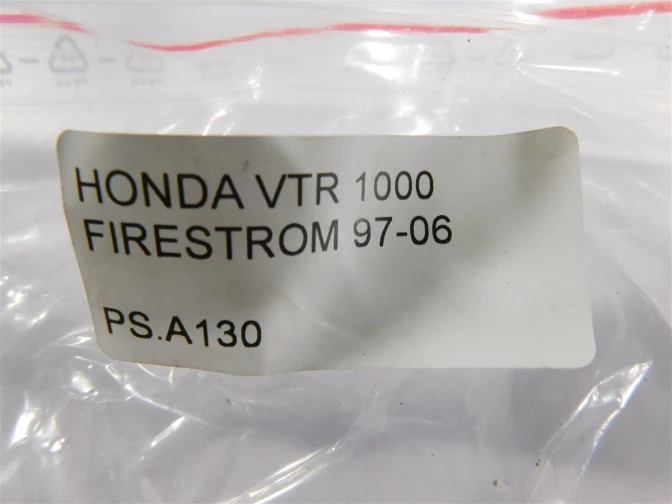 HONDA VTR 1000
FIRESTROM 97-06
PS.A130